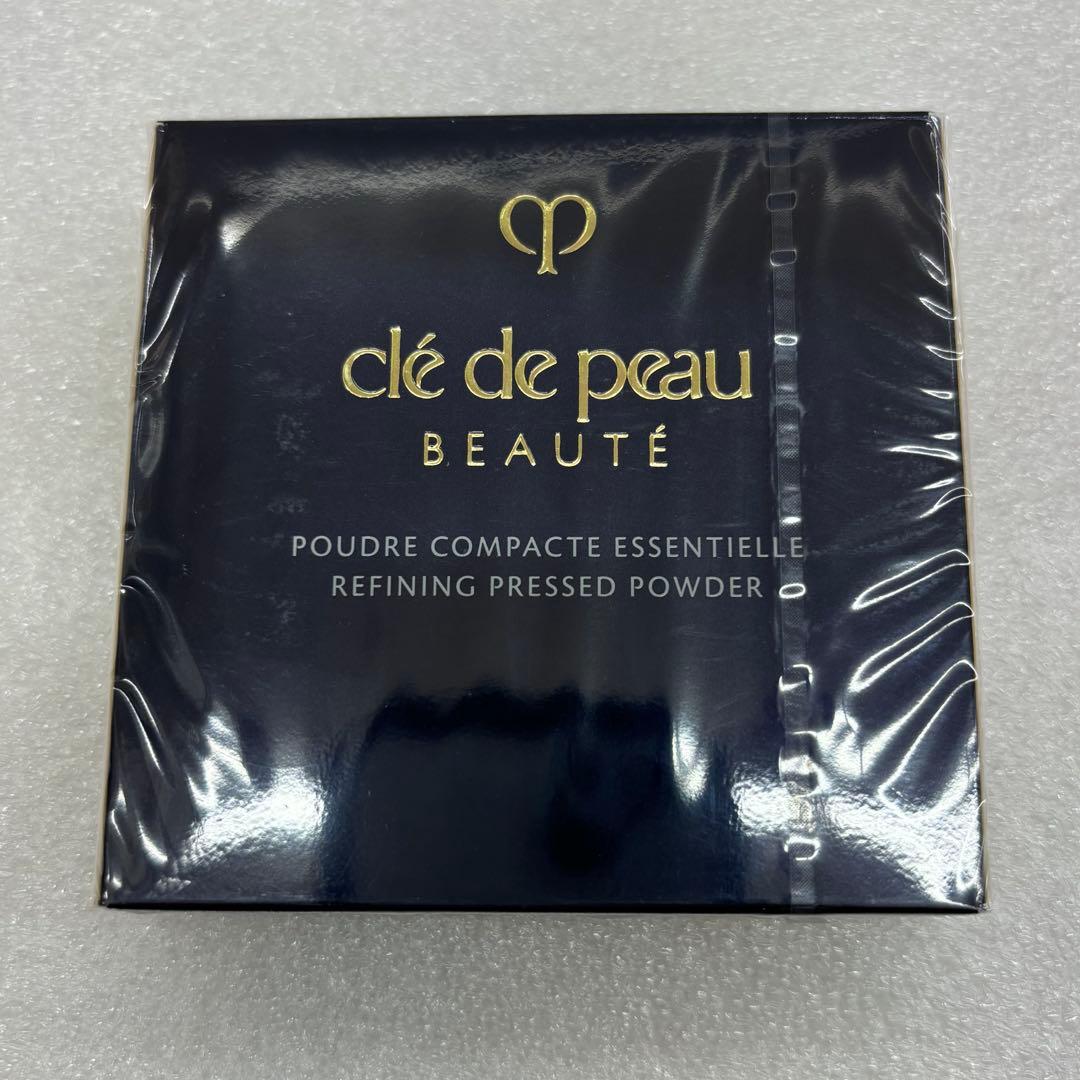 clé de peau
BEAUTÉ
POUDRE COMPACTE ESSENTIELLE
REFINING PRESSED POWDER